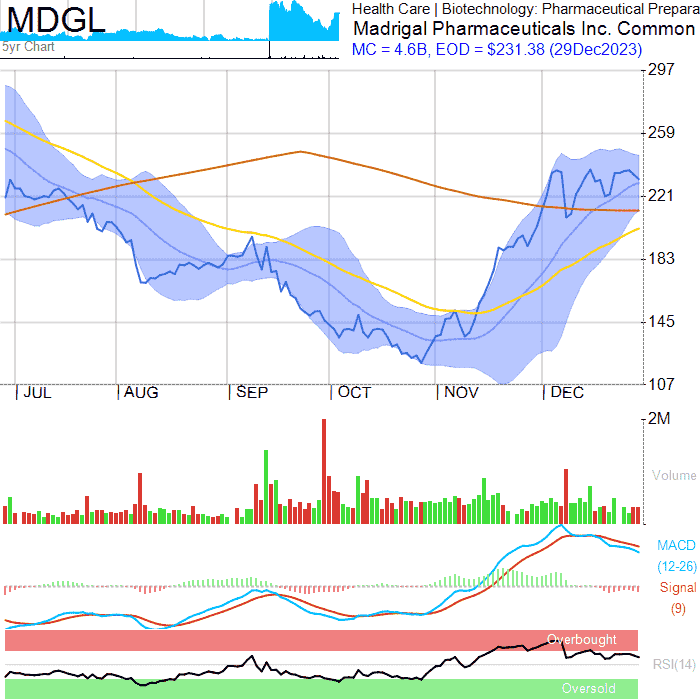 MDGL
5yr Chart
Health Care | Biotechnology: Pharmaceutical Prepara
Madrigal Pharmaceuticals Inc. Common
MC = 4.6B, EOD = $231.38 (29Dec2023)
297
259
221
183
145
107
JUL AUG SEP OCT NOV DEC
2M
Volume
MACD
(12-26)
Signal
(9)
Overbought
RSI(14)
Oversold